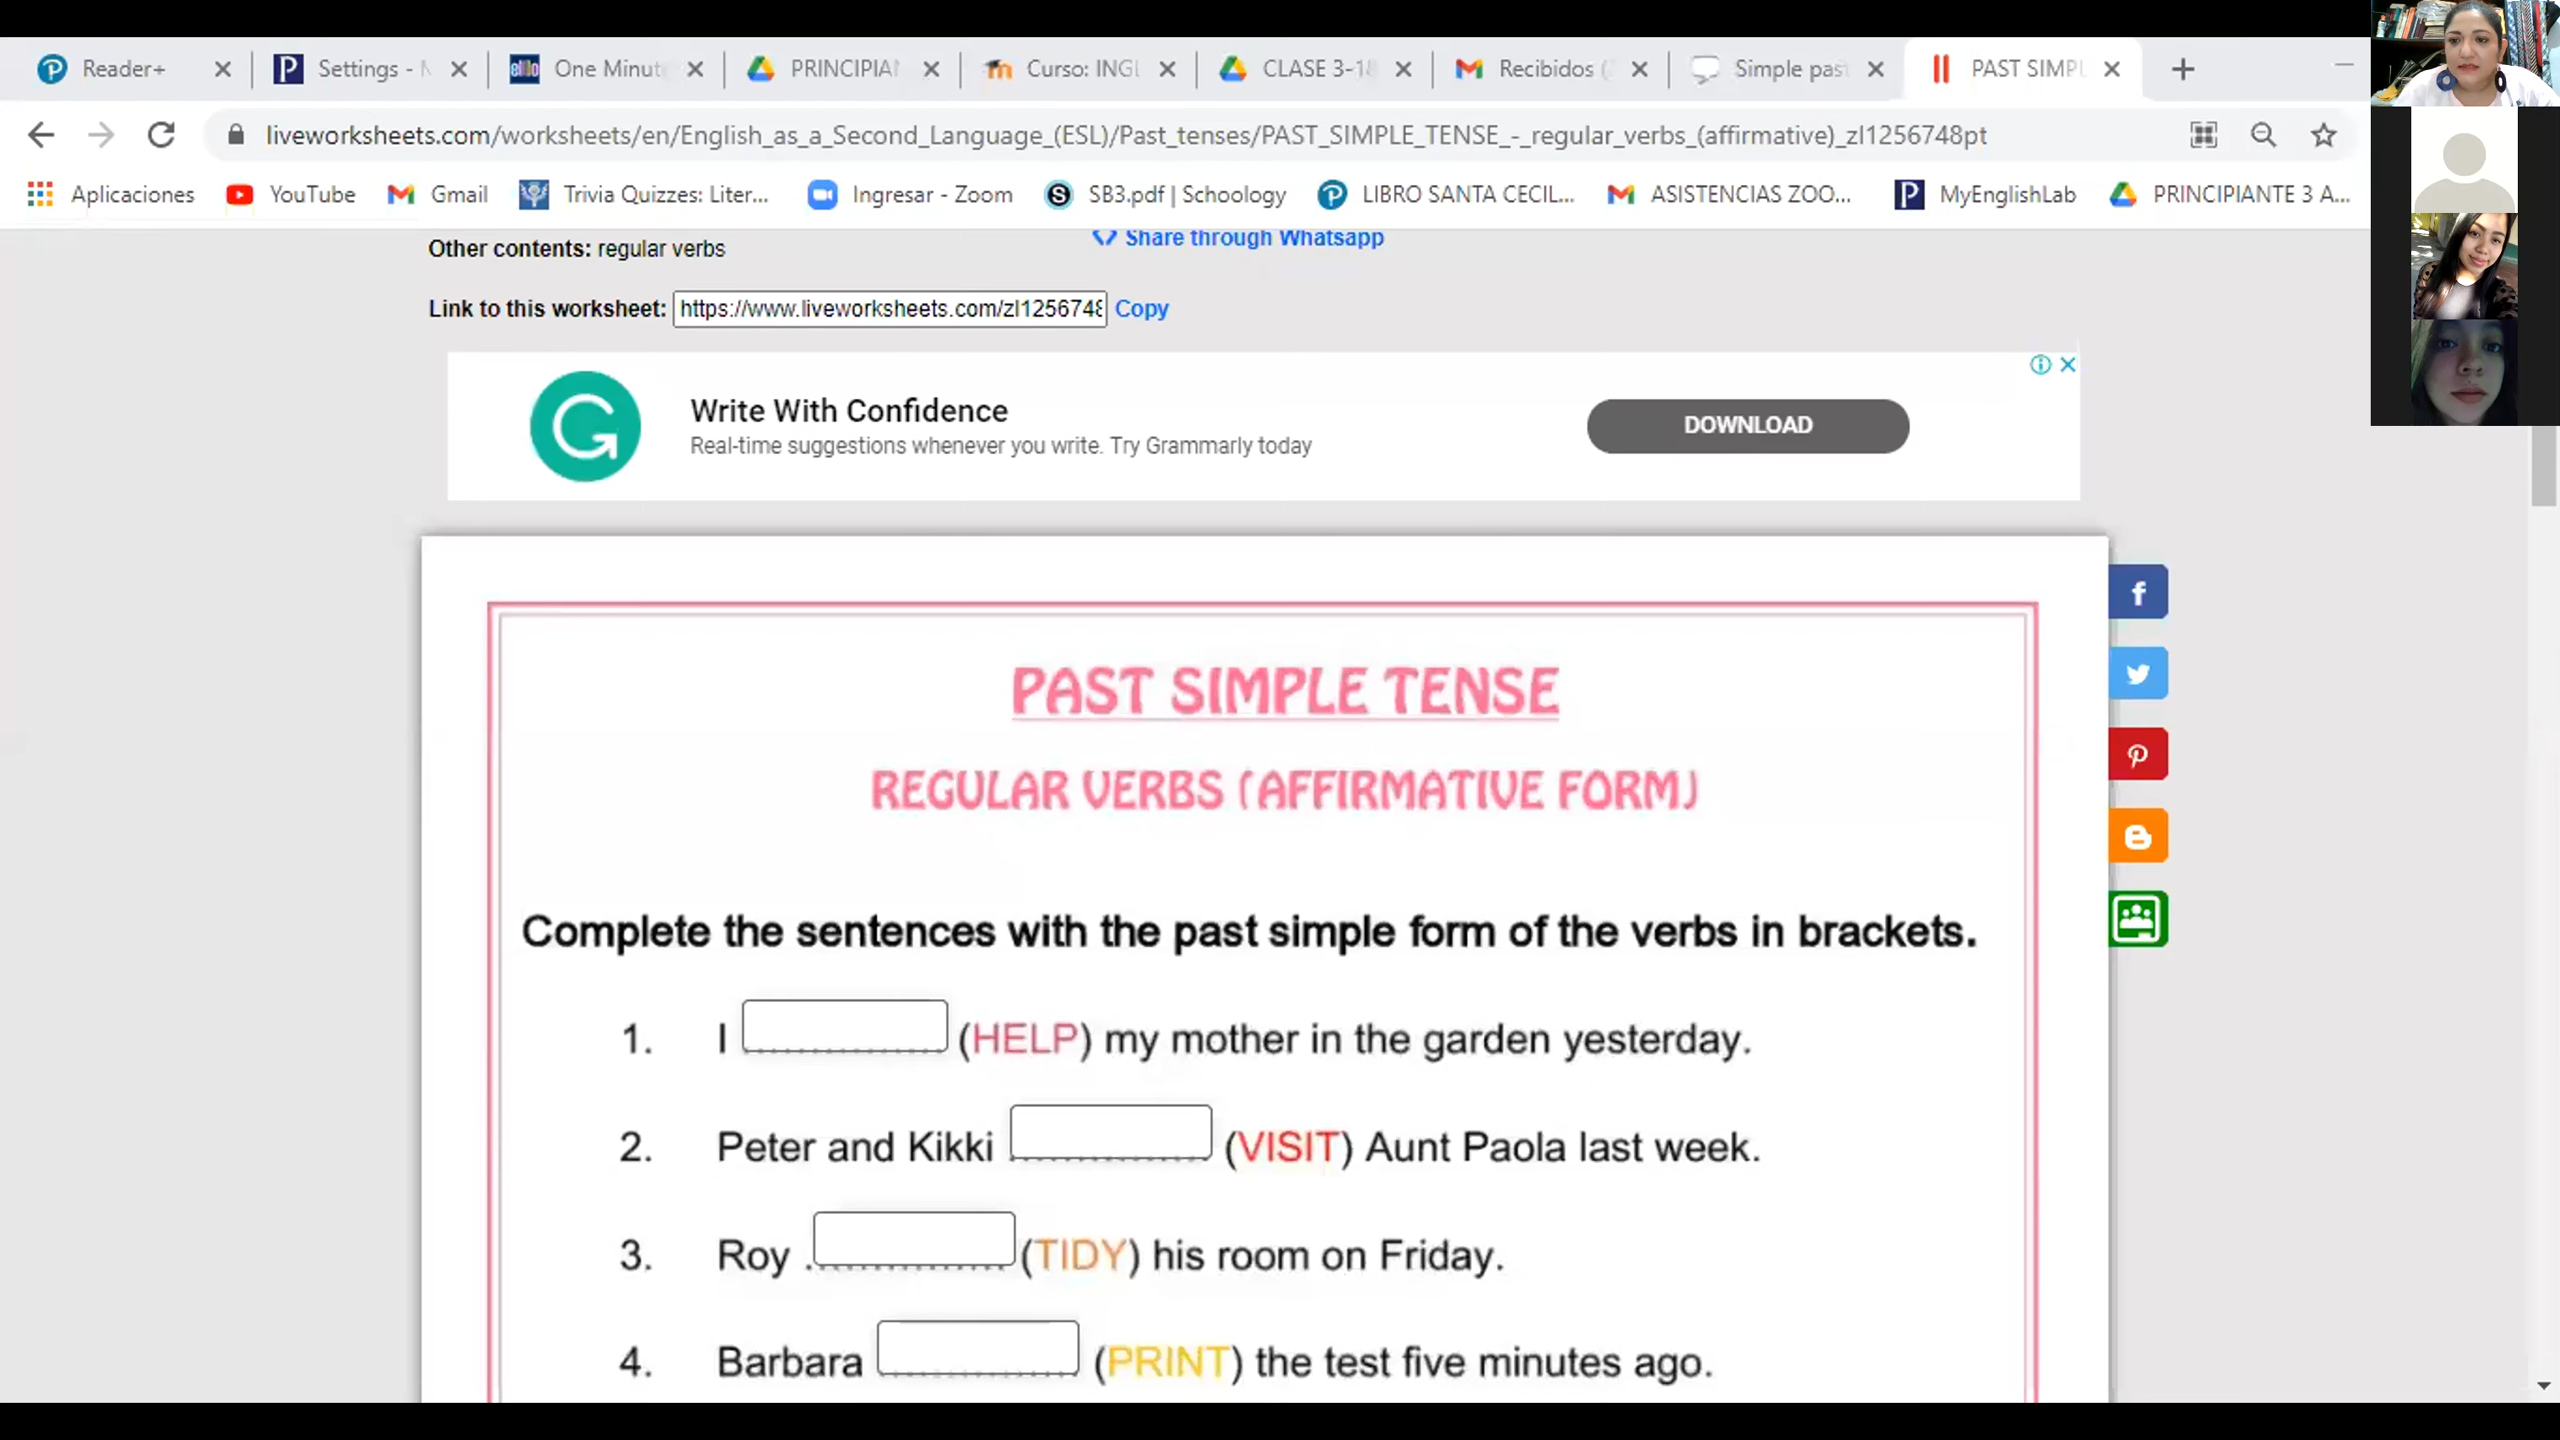 Reader+ Settings - One Minut PRINCIPIA Curso: INGL CLASE 3-18 Recibidos ( Simple pas PAST SIMPL
liveworksheets.com/worksheets/en/English_as_a_Second_Language_(ESL)/Past_tenses/PAST_SIMPLE_TENSE_-_regular_verbs_(affirmative)_zl1256748pt
Aplicaciones YouTube Gmail Trivia Quizzes: Liter... Ingresar - Zoom SB3.pdf | Schoology LIBRO SANTA CECIL... ASISTENCIAS ZOO... MyEnglishLab PRINCIPIANTE 3 A...
Other contents: regular verbs Share through Whatsapp
Link to this worksheet: https://www.liveworksheets.com/zl1256748 Copy
Write With Confidence
Real-time suggestions whenever you write. Try Grammarly today
DOWNLOAD
PAST SIMPLE TENSE
REGULAR VERBS (AFFIRMATIVE FORM)
Complete the sentences with the past simple form of the verbs in brackets.
1. I (HELP) my mother in the garden yesterday.
2. Peter and Kikki (VISIT) Aunt Paola last week.
3. Roy (TIDY) his room on Friday.
4. Barbara (PRINT) the test five minutes ago.